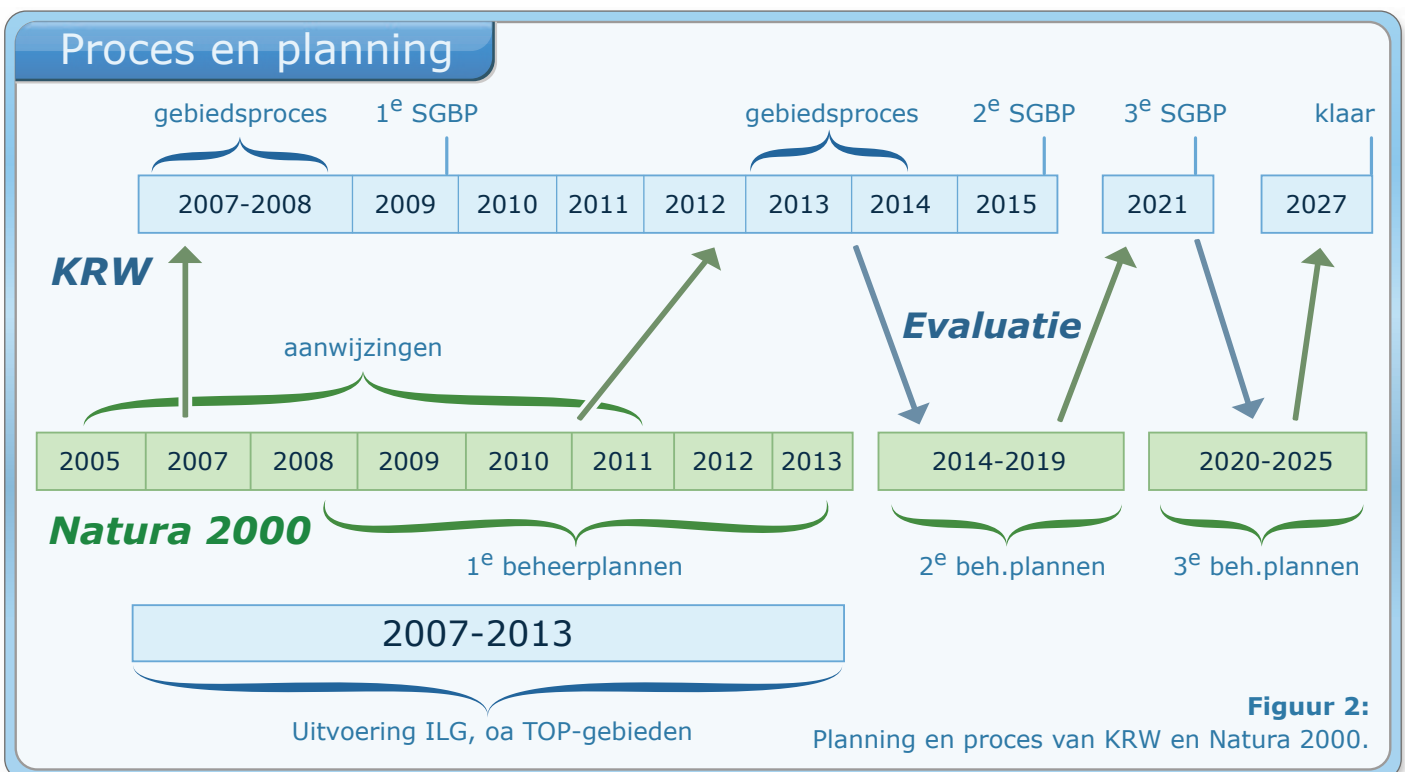 Proces en planning
gebiedsproces 1e SGBP gebiedsproces 2e SGBP 3e SGBP klaar
2007-2008 2009 2010 2011 2012 2013 2014 2015 2021 2027
KRW
Evaluatie
aanwijzingen
2005 2007 2008 2009 2010 2011 2012 2013 2014-2019 2020-2025
Natura 2000
1e beheerplannen 2e beh.plannen 3e beh.plannen
2007-2013
Uitvoering ILG, oa TOP-gebieden
Figuur 2:
Planning en proces van KRW en Natura 2000.